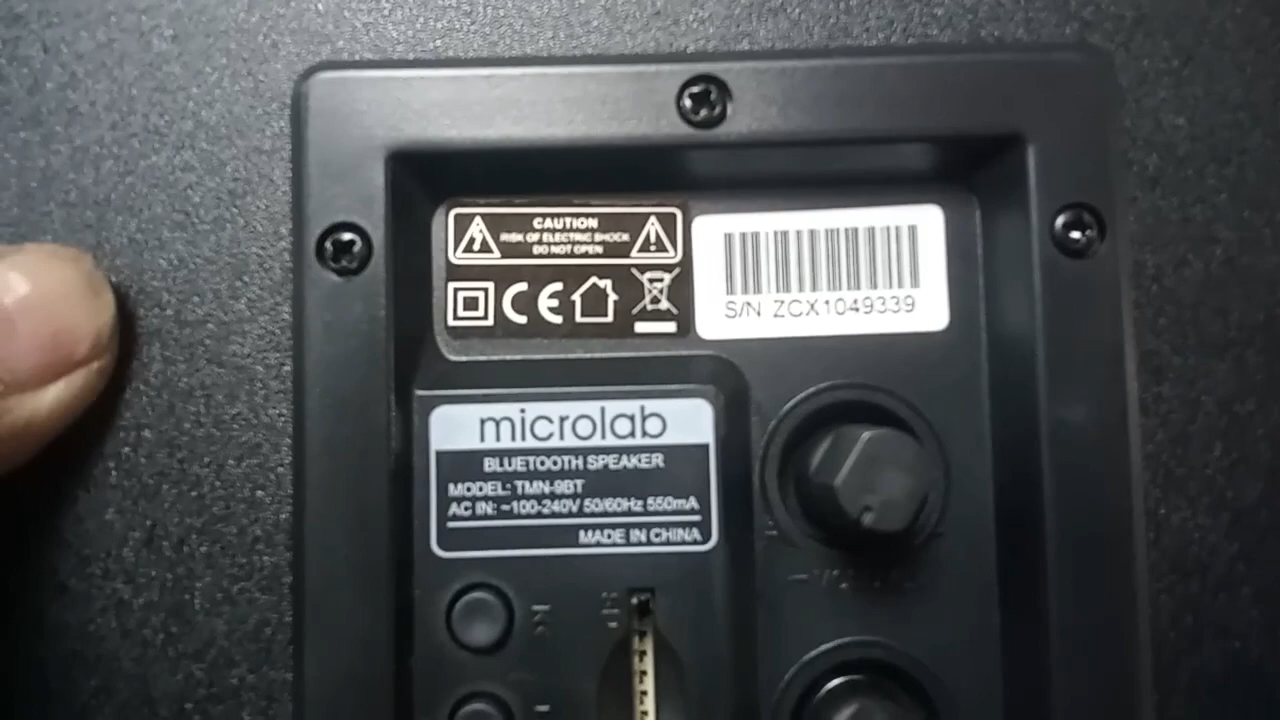 CAUTION
RISK OF ELECTRIC SHOCK
DO NOT OPEN
CE
S/N ZCX1049339
microlab
BLUETOOTH SPEAKER
MODEL: TMN-9BT
AC IN: ~100-240V 50/60Hz 550mA
MADE IN CHINA